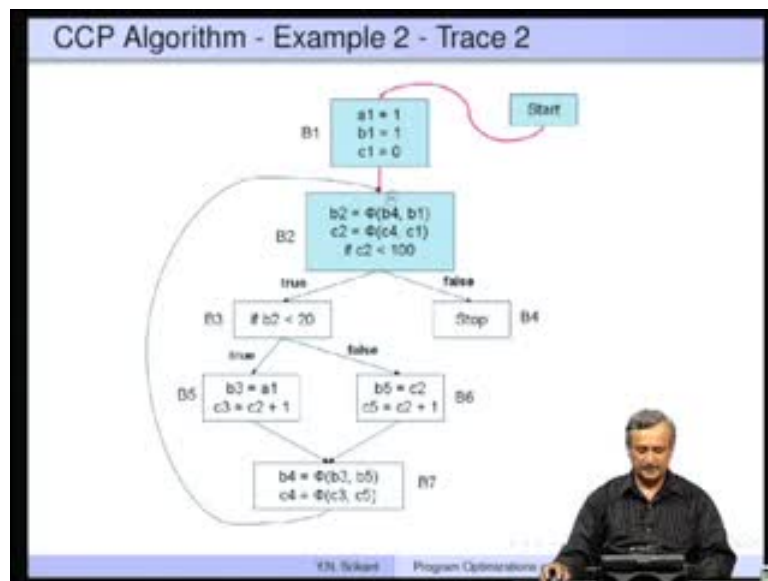 CCP Algorithm - Example 2 - Trace 2
Start
B1
a1 = 1
b1 = 1
c1 = 0
B2
b2 = Φ(b4, b1)
c2 = Φ(c4, c1)
if c2 < 100
true
false
B3
if b2 < 20
Stop
B4
true
false
B5
b3 = a1
c3 = c2 + 1
b5 = c2
c5 = c2 + 1
B6
b4 = Φ(b3, b5)
c4 = Φ(c3, c5)
B7
Y.N. Srikant
Program Optimizations